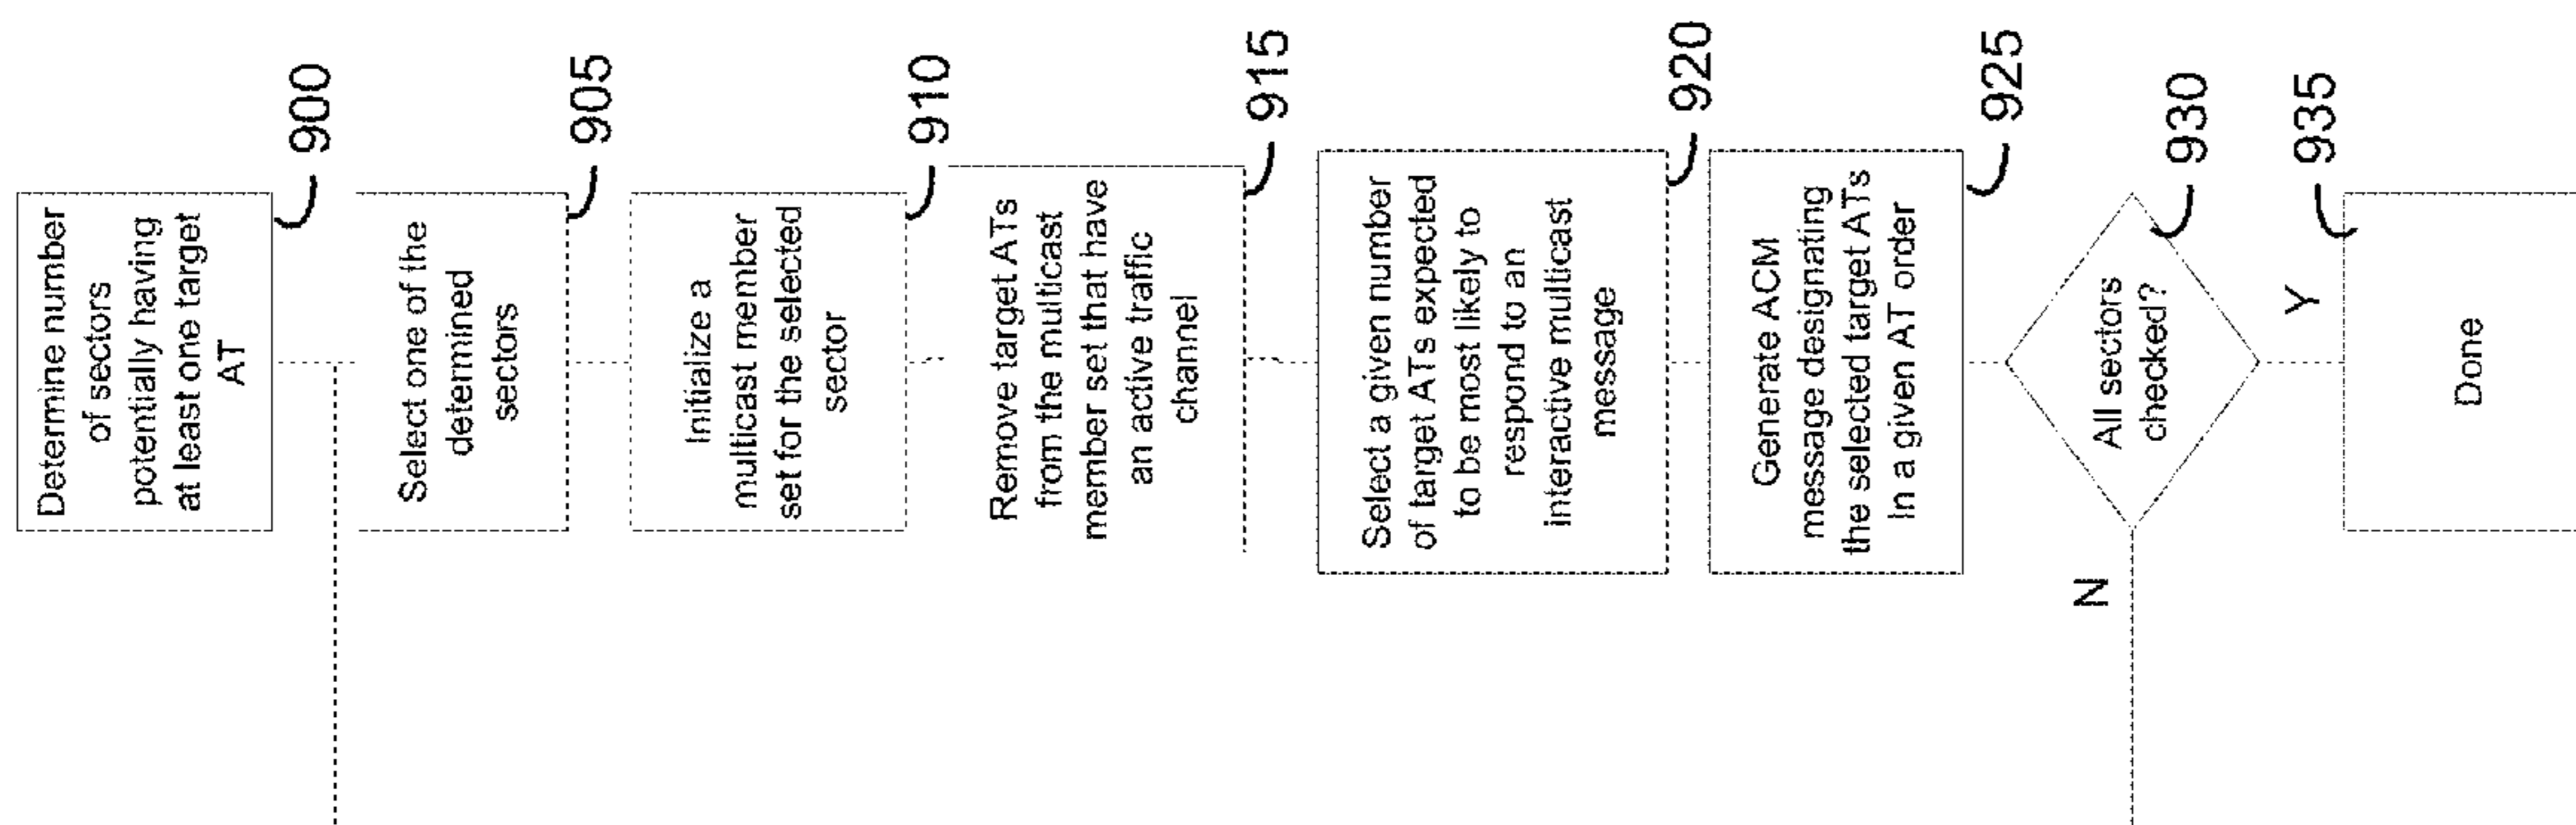 Determine number
of sectors
potentially having
at least one target
AT
900
Select one of the
determined
sectors
905
Initialize a
multicast member
set for the selected
sector
910
Remove target ATs
from the multicast
member set that have
an active traffic
channel
915
Select a given number
of target ATs expected
to be most likely to
respond to an
interactive multicast
message
920
Generate ACM
message designating
the selected target ATs
In a given AT order
925
All sectors
checked?
930
N
Y
Done
935